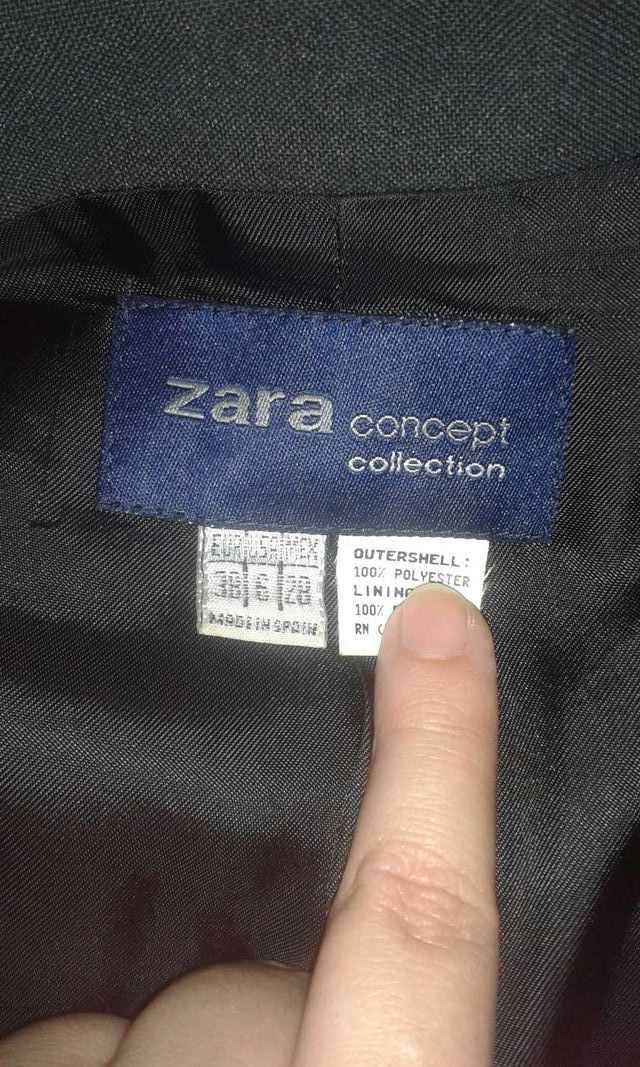 zara concept
collection
EUR USA MEX
38 6 28
MADE IN SPAIN
OUTERSHELL:
100% POLYESTER
LINING
100%
RN